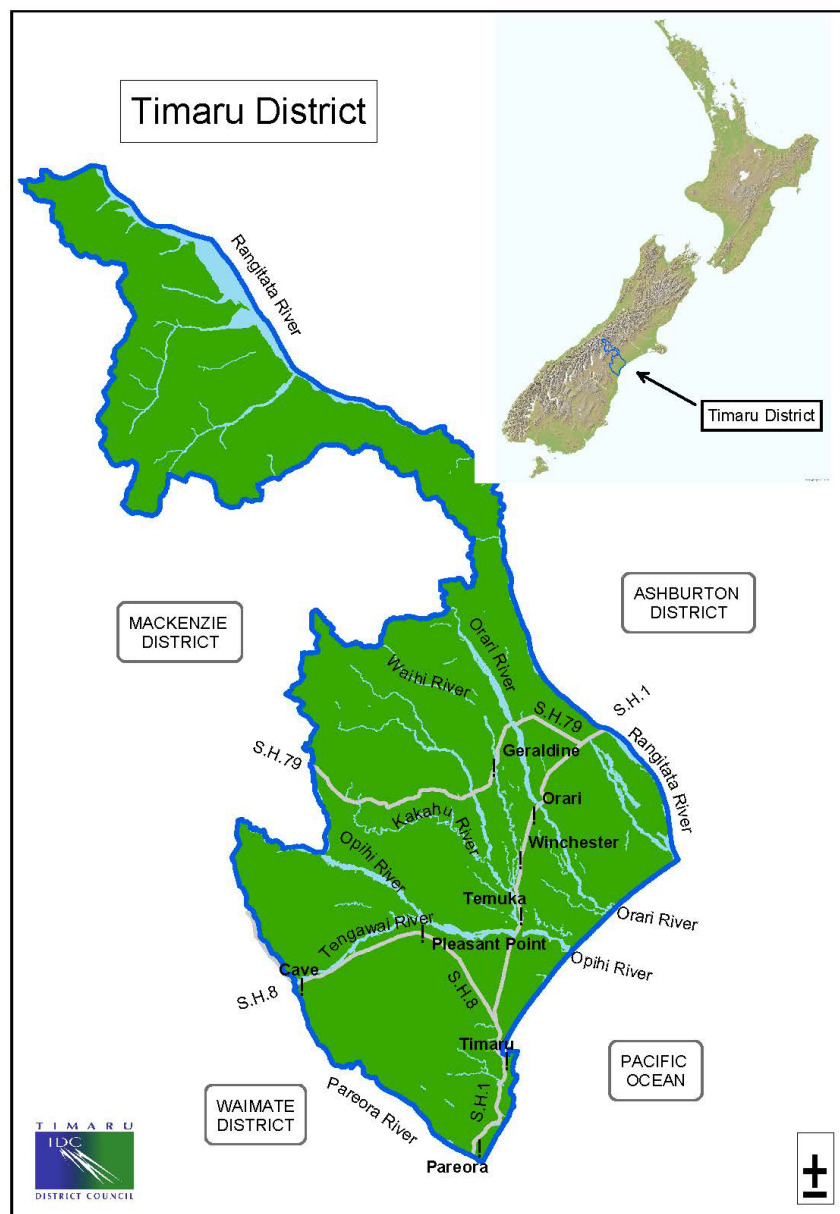 Timaru District
Rangitata River
Timaru District
MACKENZIE
DISTRICT
ASHBURTON
DISTRICT
Orari River
Waihi River
S.H.79
S.H.1
S.H.79
Geraldine
Rangitata River
Orari
Kakahu River
Winchester
Opihi River
Temuka
Orari River
Tengawai River
Pleasant Point
Opihi River
Cave
S.H.8
S.H.8
Timaru
PACIFIC
OCEAN
S.H.1
WAIMATE
DISTRICT
Pareora River
Pareora
TIMARU
TDC
DISTRICT COUNCIL